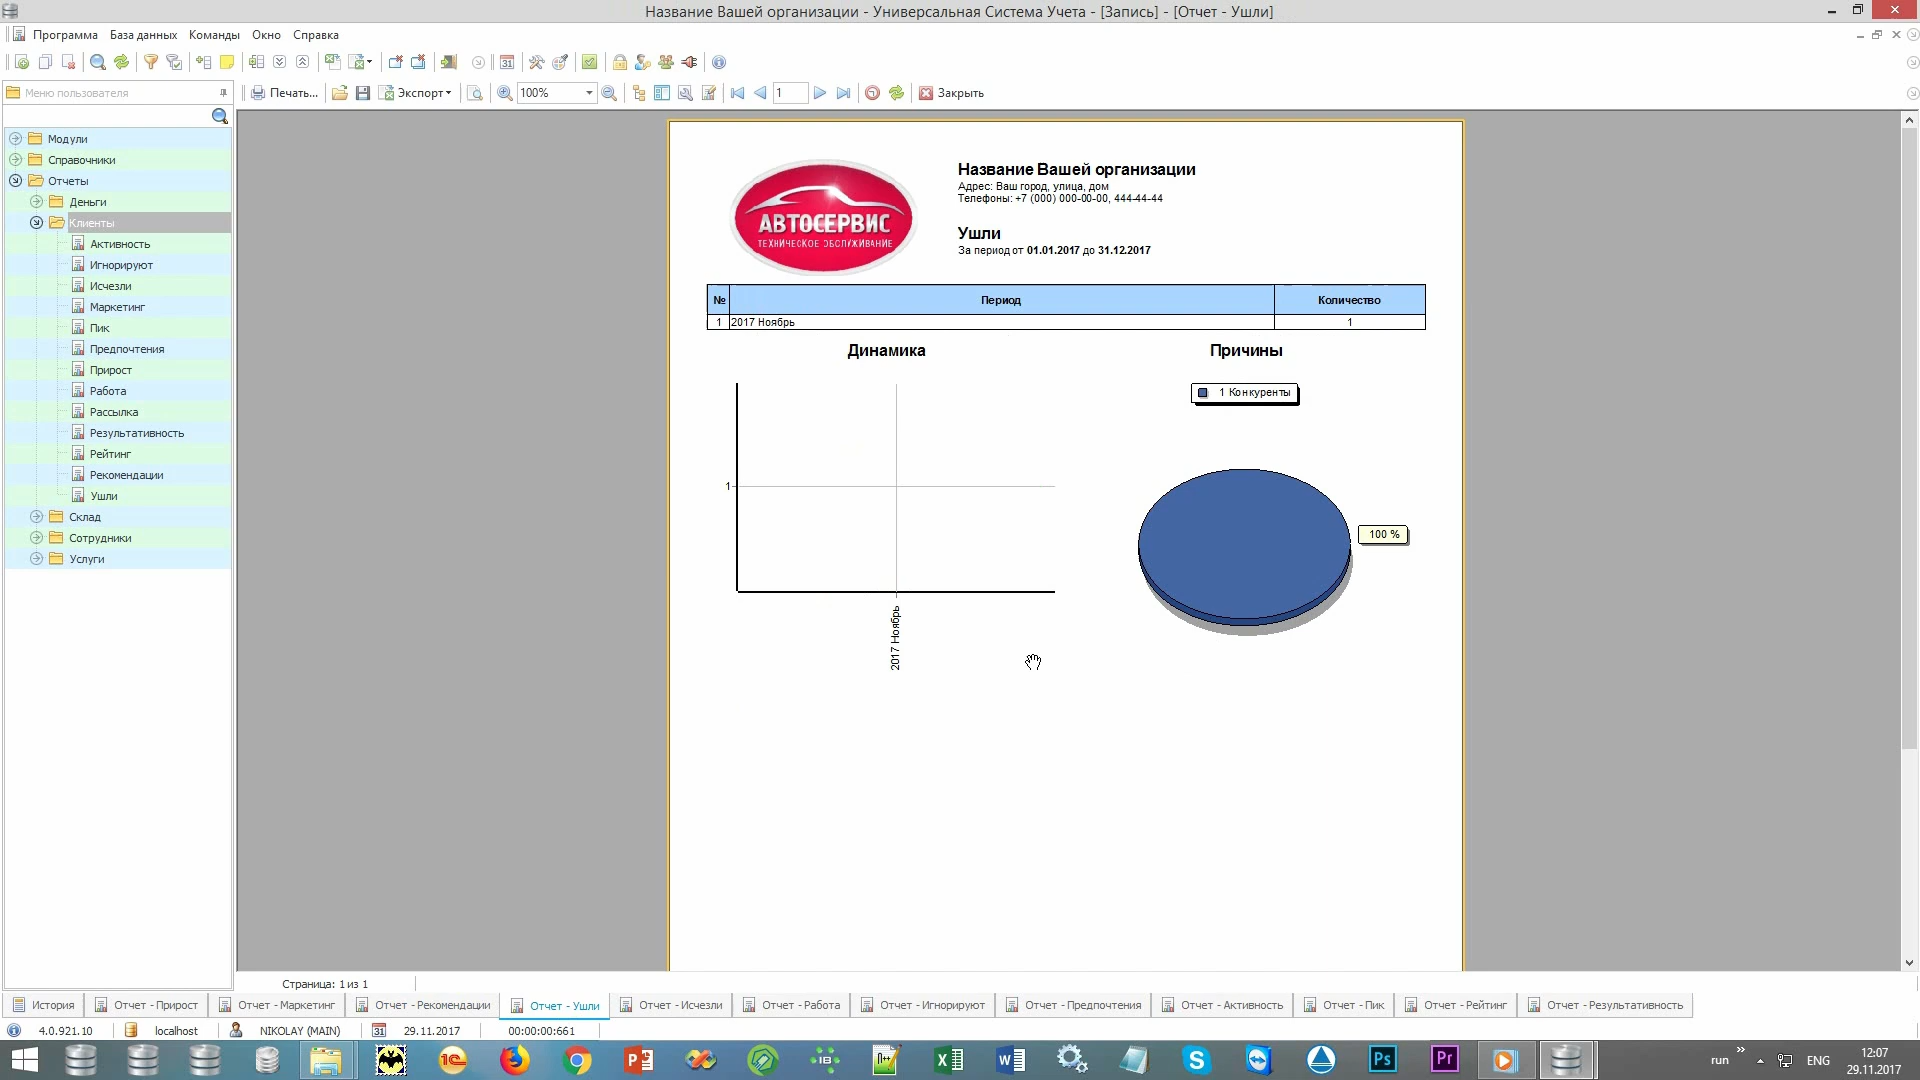 Название Вашей организации - Универсальная Система Учета - [Запись] - [Отчет - Ушли]
Программа База данных Команды Окно Справка
Меню пользователя
Печать... Экспорт 100% 1 Закрыть
Модули
Справочники
Отчеты
Деньги
Клиенты
Активность
Игнорируют
Исчезли
Маркетинг
Пик
Предпочтения
Прирост
Работа
Рассылка
Результативность
Рейтинг
Рекомендации
Ушли
Склад
Сотрудники
Услуги
АВТОСЕРВИС
ТЕХНИЧЕСКОЕ ОБСЛУЖИВАНИЕ
Название Вашей организации
Адрес: Ваш город, улица, дом
Телефоны: +7 (000) 000-00-00, 444-44-44
Ушли
За период от 01.01.2017 до 31.12.2017
№ Период Количество
1 2017 Ноябрь 1
Динамика Причины
1 Конкуренты
1
100 %
2017 Ноябрь
Страница: 1 из 1
История Отчет - Прирост Отчет - Маркетинг Отчет - Рекомендации Отчет - Ушли Отчет - Исчезли Отчет - Работа Отчет - Игнорируют Отчет - Предпочтения Отчет - Активность Отчет - Пик Отчет - Рейтинг Отчет - Результативность
4.0.921.10 localhost NIKOLAY (MAIN) 31 29.11.2017 00:00:00:661
run ENG 12:07
29.11.2017